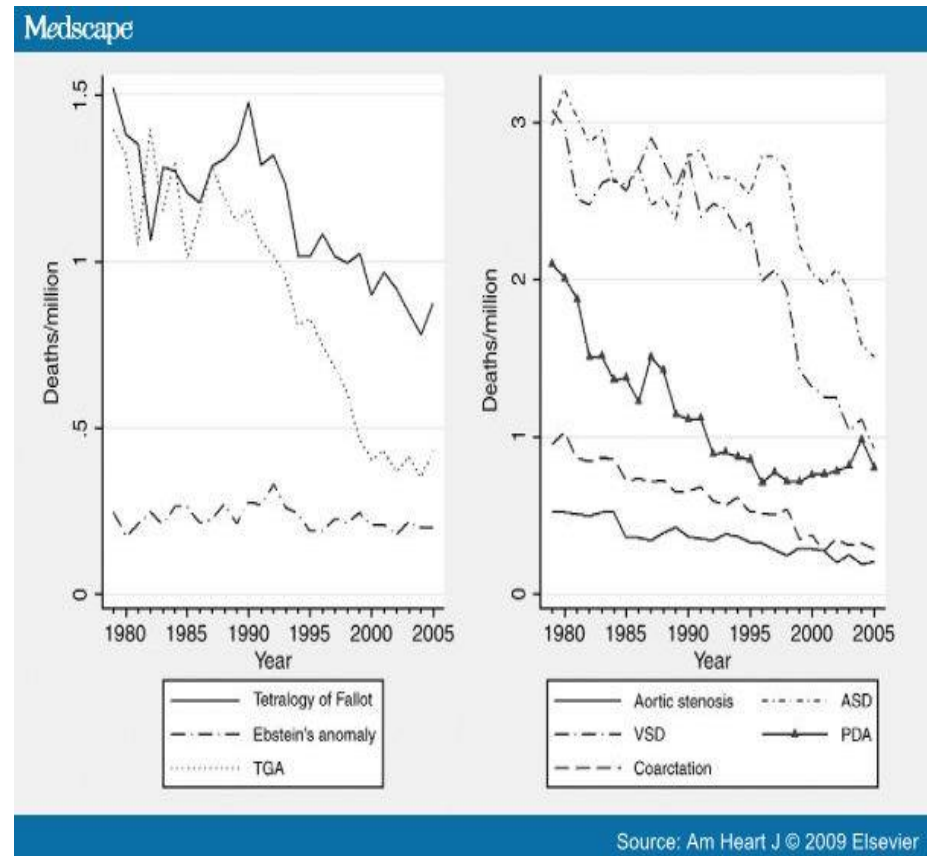 Medscape
Deaths/million
1.5
1
.5
0
1980 1985 1990 1995 2000 2005
Year
Tetralogy of Fallot
Ebstein's anomaly
TGA
Deaths/million
3
2
1
0
1980 1985 1990 1995 2000 2005
Year
Aortic stenosis ASD
VSD PDA
Coarctation
Source: Am Heart J © 2009 Elsevier